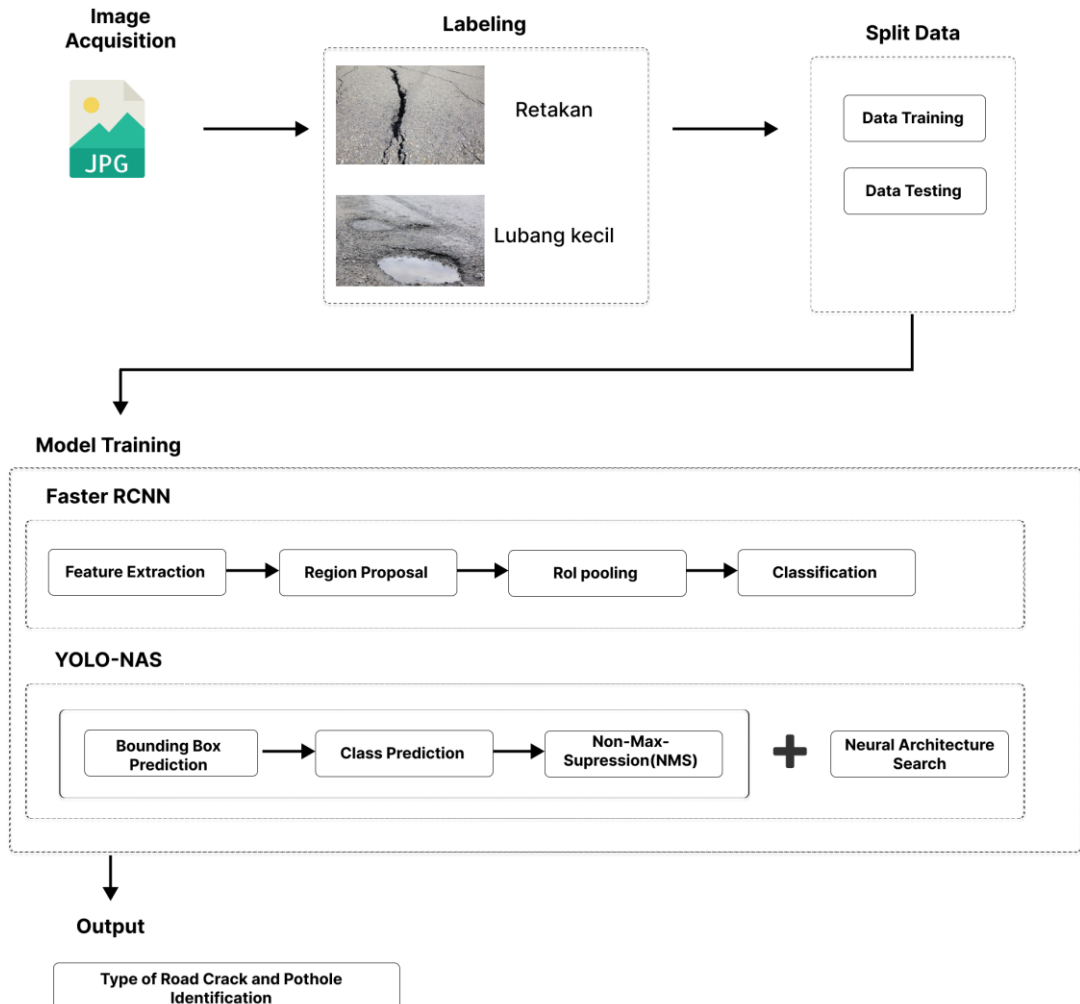 Image
Acquisition
JPG
Labeling
Retakan
Lubang kecil
Split Data
Data Training
Data Testing
Model Training
Faster RCNN
Feature Extraction
Region Proposal
RoI pooling
Classification
YOLO-NAS
Bounding Box
Prediction
Class Prediction
Non-Max-
Supression(NMS)
Neural Architecture
Search
Output
Type of Road Crack and Pothole
Identification